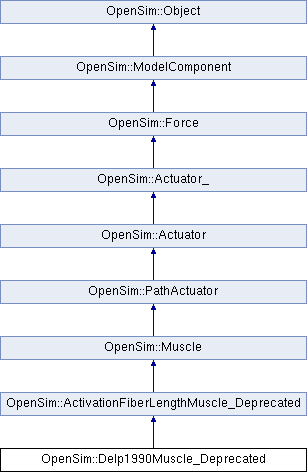 OpenSim::Object
OpenSim::ModelComponent
OpenSim::Force
OpenSim::Actuator_
OpenSim::Actuator
OpenSim::PathActuator
OpenSim::Muscle
OpenSim::ActivationFiberLengthMuscle_Deprecated
OpenSim::Delp1990Muscle_Deprecated